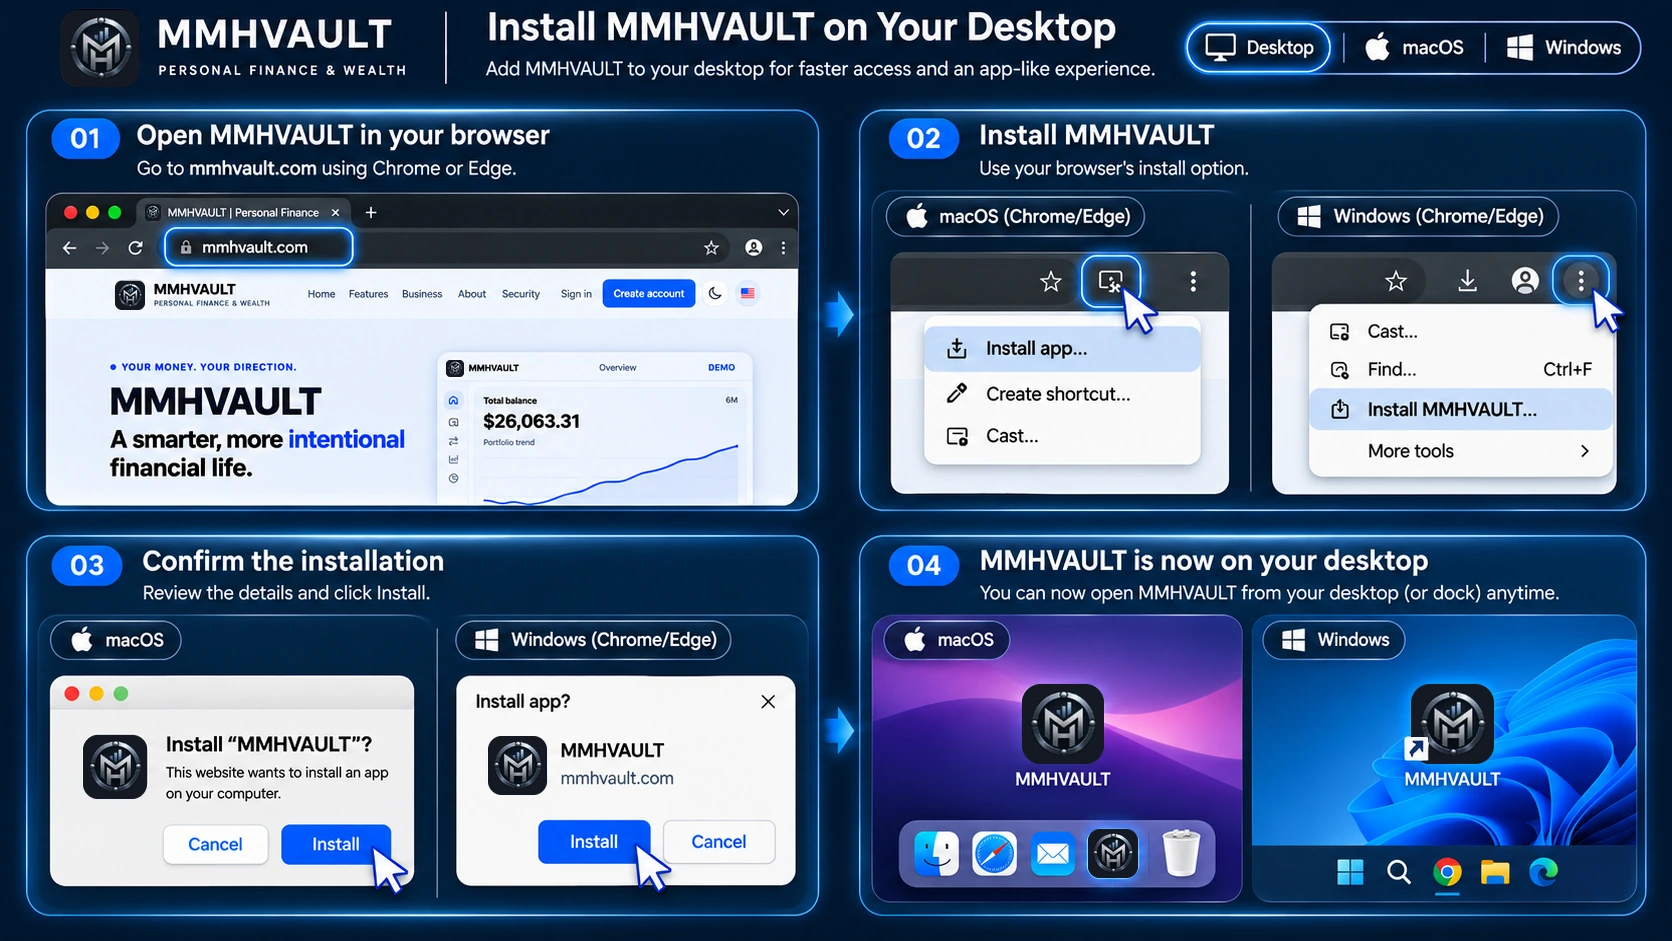 MMHVAULT
PERSONAL FINANCE & WEALTH
Install MMHVAULT on Your Desktop
Add MMHVAULT to your desktop for faster access and an app-like experience.
Desktop
macOS
Windows
01
Open MMHVAULT in your browser
Go to mmhvault.com using Chrome or Edge.
MMHVAULT | Personal Finance
mmhvault.com
MMHVAULT
PERSONAL FINANCE & WEALTH
Home Features Business About Security Sign in Create account
YOUR MONEY. YOUR DIRECTION.
MMHVAULT
A smarter, more intentional
financial life.
MMHVAULT Overview DEMO
Total balance 6M
$26,063.31
Portfolio trend
02
Install MMHVAULT
Use your browser's install option.
macOS (Chrome/Edge)
Install app...
Create shortcut...
Cast...
Windows (Chrome/Edge)
Cast...
Find... Ctrl+F
Install MMHVAULT...
More tools
03
Confirm the installation
Review the details and click Install.
macOS
Install “MMHVAULT”?
This website wants to install an app
on your computer.
Cancel Install
Windows (Chrome/Edge)
Install app?
MMHVAULT
mmhvault.com
Install Cancel
04
MMHVAULT is now on your desktop
You can now open MMHVAULT from your desktop (or dock) anytime.
macOS
MMHVAULT
Windows
MMHVAULT